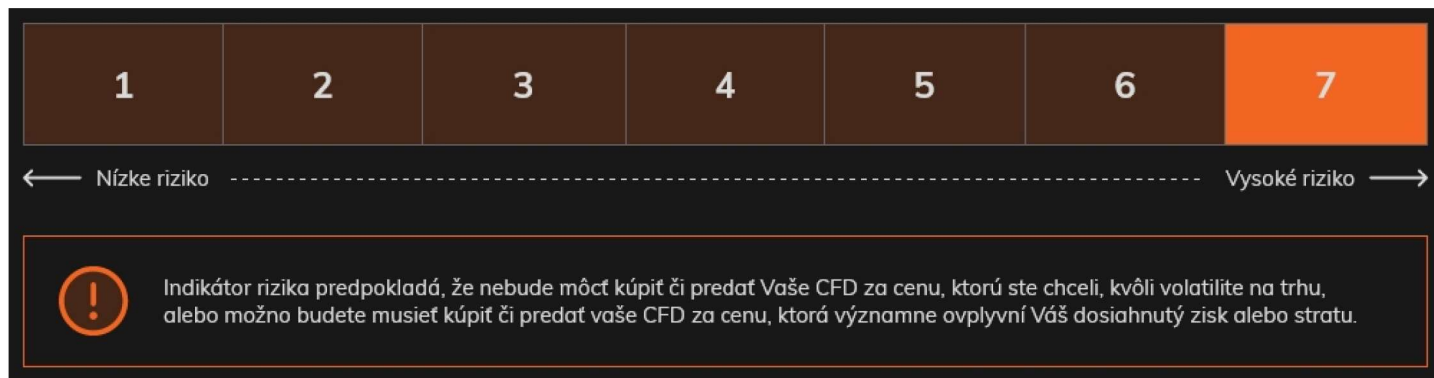 1 2 3 4 5 6 7
Nízke riziko Vysoké riziko
Indikátor rizika predpokladá, že nebude môcť kúpiť či predať Vaše CFD za cenu, ktorú ste chceli, kvôli volatilite na trhu,
alebo možno budete musieť kúpiť či predať vaše CFD za cenu, ktorá významne ovplyvní Váš dosiahnutý zisk alebo stratu.